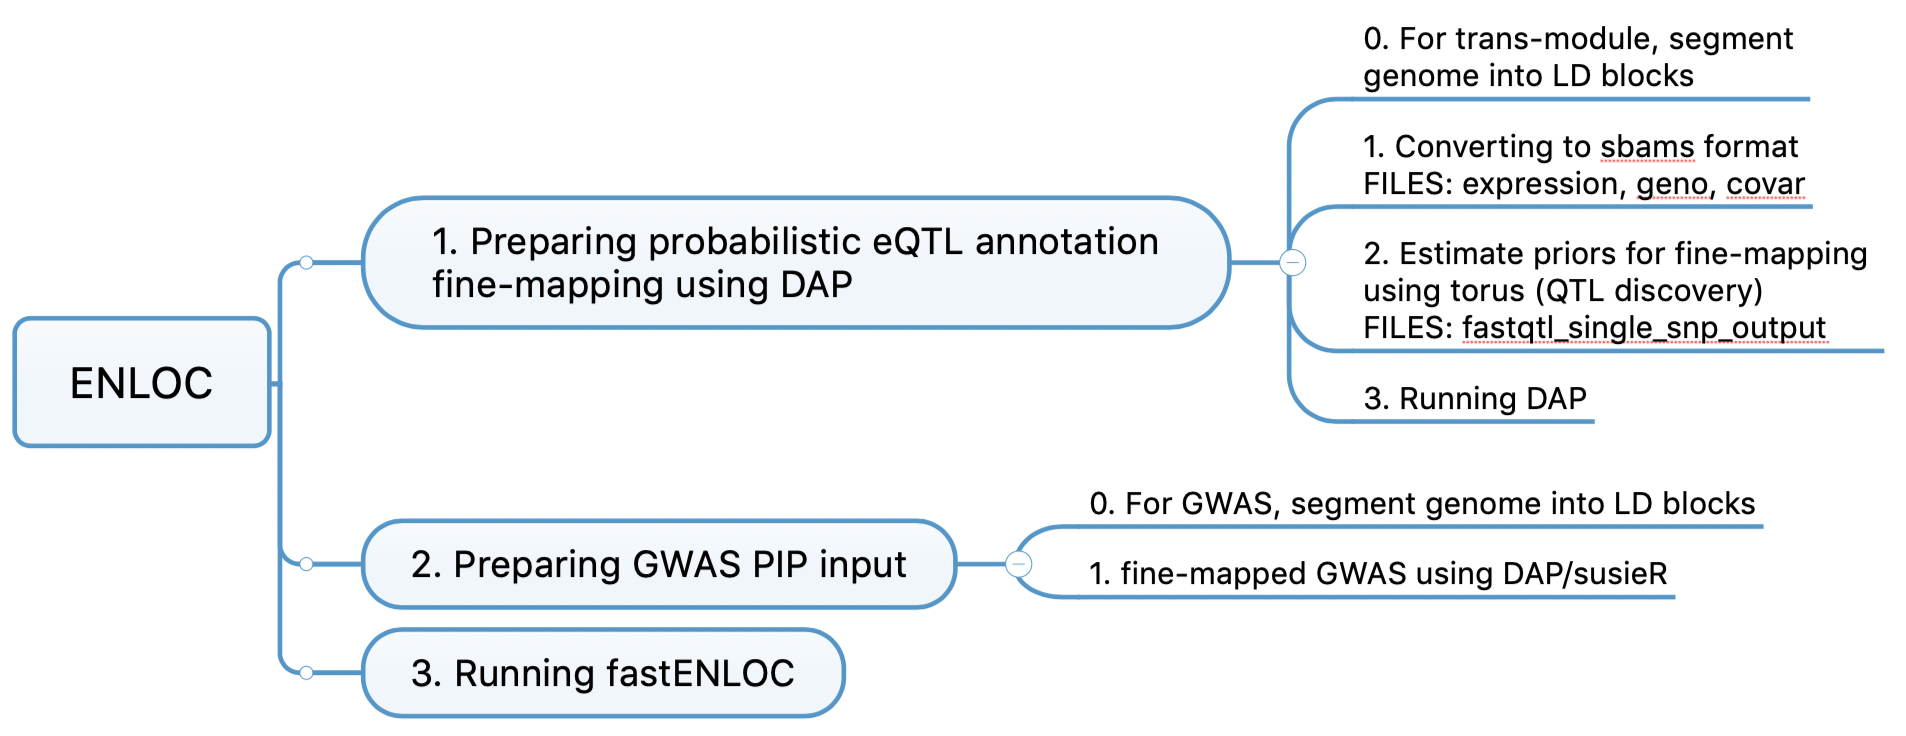 ENLOC
1. Preparing probabilistic eQTL annotation
fine-mapping using DAP
0. For trans-module, segment
genome into LD blocks
1. Converting to sbams format
FILES: expression, geno, covar
2. Estimate priors for fine-mapping
using torus (QTL discovery)
FILES: fastqtl_single_snp_output
3. Running DAP
2. Preparing GWAS PIP input
0. For GWAS, segment genome into LD blocks
1. fine-mapped GWAS using DAP/susieR
3. Running fastENLOC